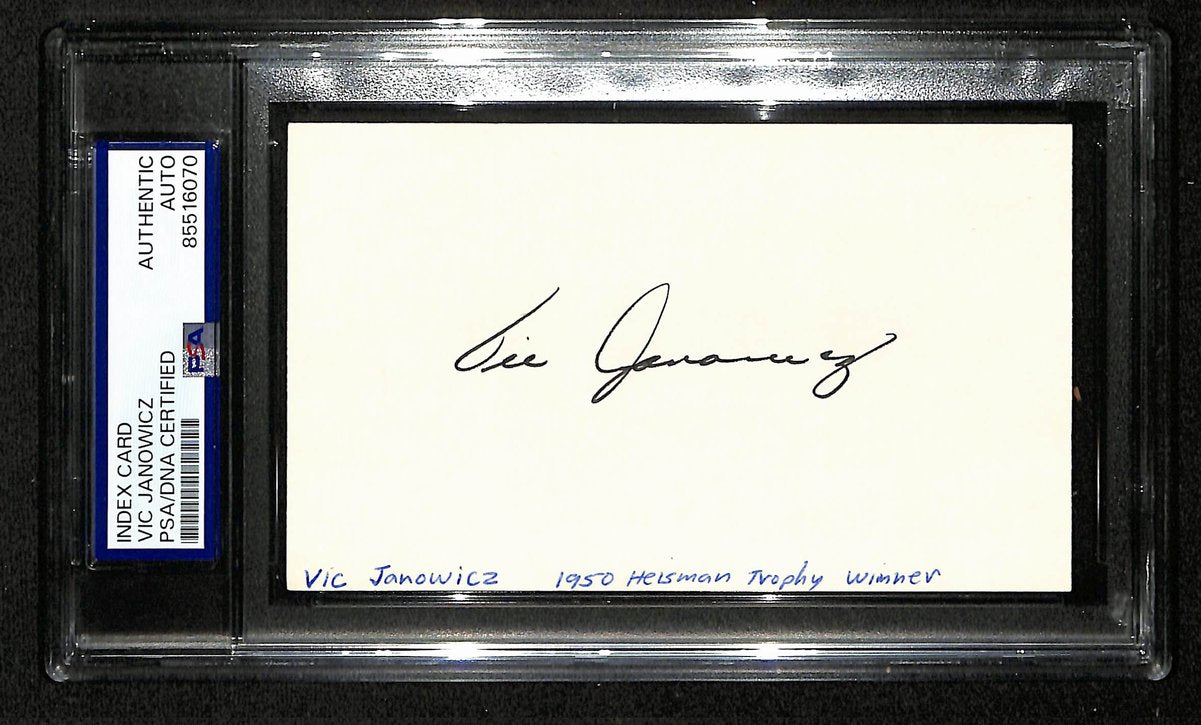 INDEX CARD AUTHENTIC
VIC JANOWICZ AUTO
PSA/DNA CERTIFIED 85516070
PSA
Vic Janowicz
Vic Janowicz 1950 Heisman Trophy Winner